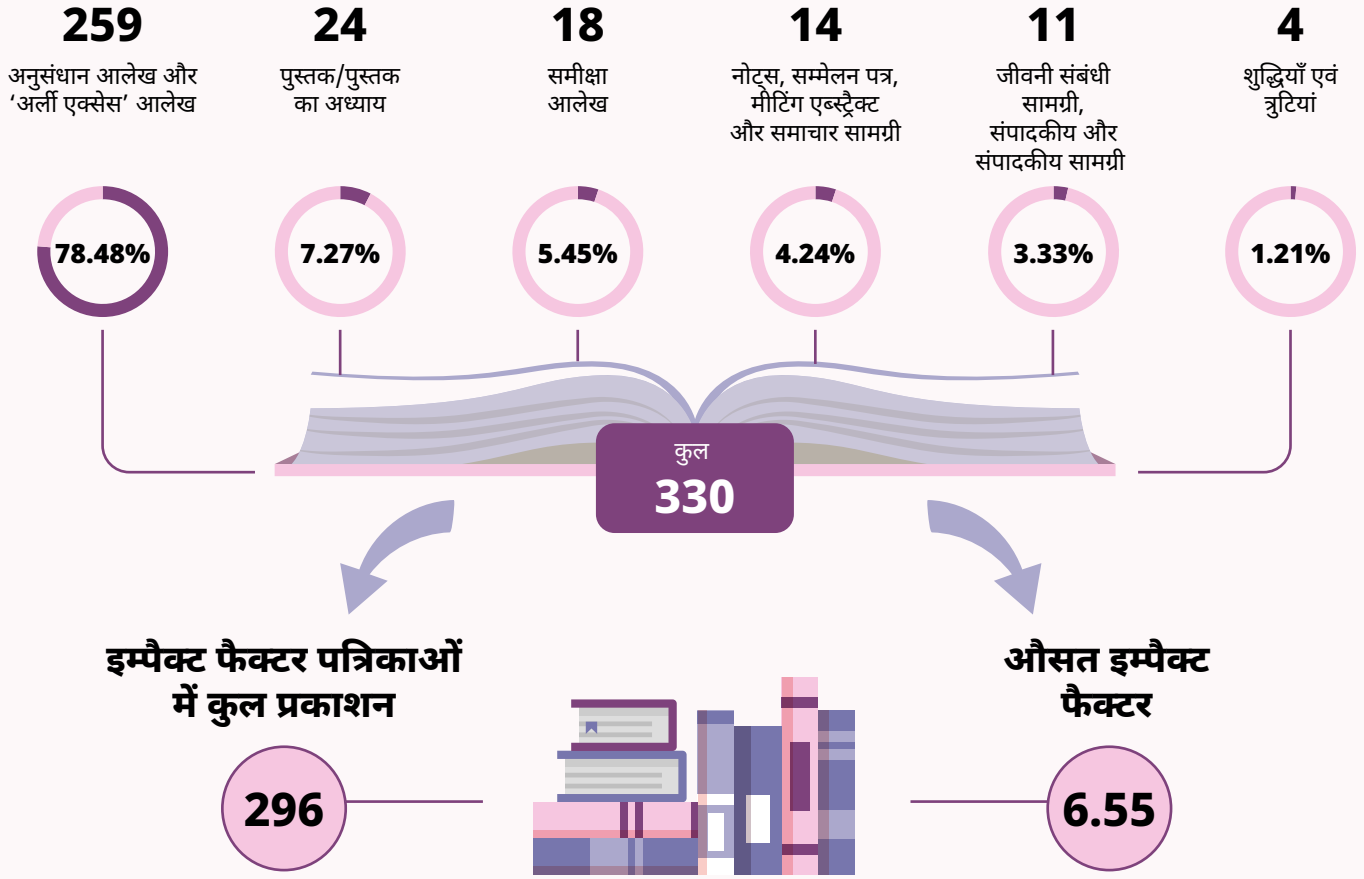 259
अनुसंधान आलेख और
‘अर्ली एक्सेस’ आलेख
78.48%
24
पुस्तक/पुस्तक
का अध्याय
7.27%
18
समीक्षा
आलेख
5.45%
14
नोट्स, सम्मेलन पत्र,
मीटिंग एब्स्ट्रैक्ट
और समाचार सामग्री
4.24%
11
जीवनी संबंधी
सामग्री,
संपादकीय और
संपादकीय सामग्री
3.33%
4
शुद्धियाँ एवं
त्रुटियां
1.21%
कुल
330
इम्पैक्ट फैक्टर पत्रिकाओं
में कुल प्रकाशन
296
औसत इम्पैक्ट
फैक्टर
6.55